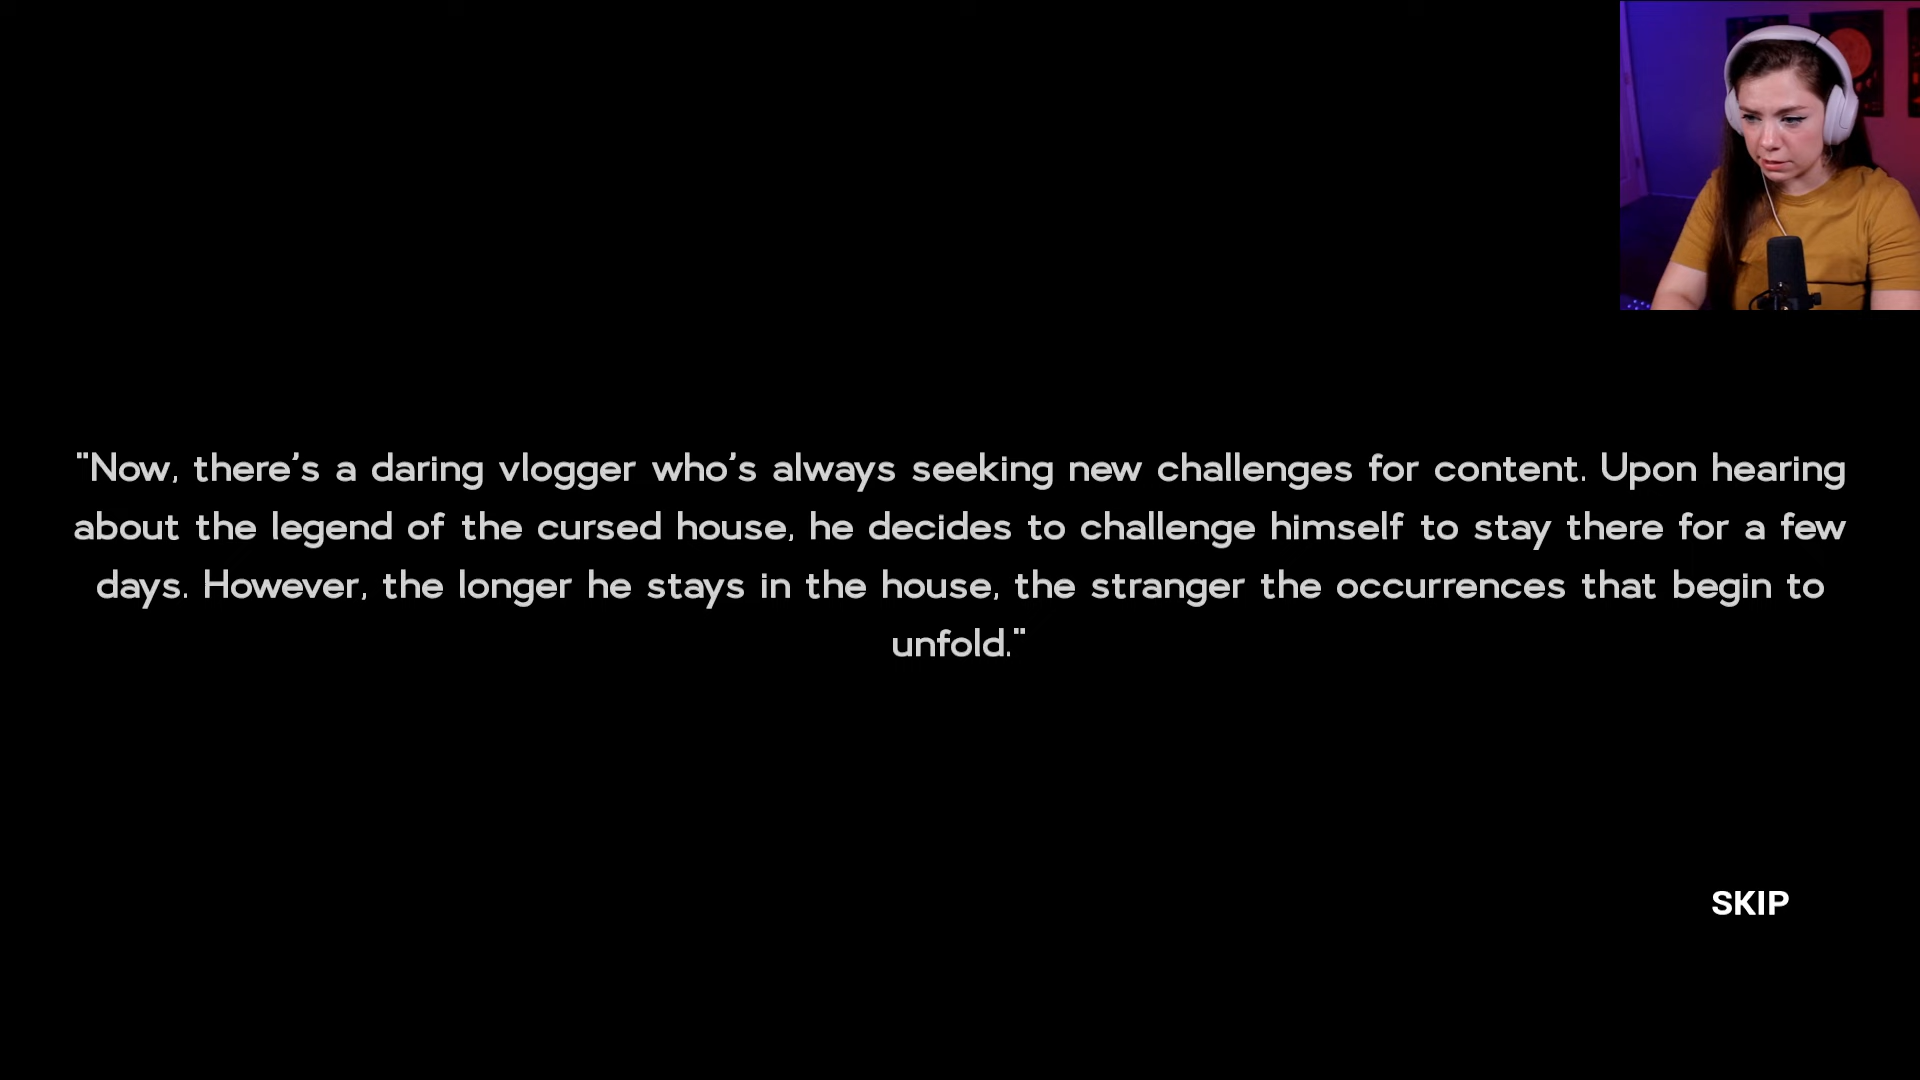 "Now, there's a daring vlogger who's always seeking new challenges for content. Upon hearing
about the legend of the cursed house, he decides to challenge himself to stay there for a few
days. However, the longer he stays in the house, the stranger the occurrences that begin to
unfold."
SKIP